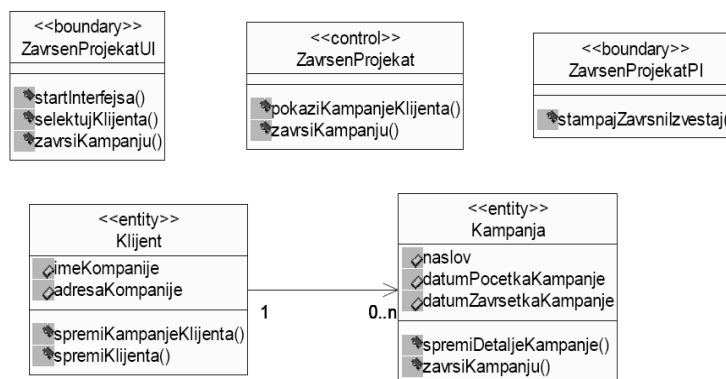 <<boundary>>
ZavrsenProjekatUI
startInterfejsa()
selektujKlijenta()
zavrsiKampanju()
<<control>>
ZavrsenProjekat
pokaziKampanjeKlijenta()
zavrsiKampanju()
<<boundary>>
ZavrsenProjekatPI
stampajZavrsniIzvestaj(
<<entity>>
Klijent
imeKompanije
adresaKompanije
spremiKampanjeKlijenta()
spremiKlijenta()
1
0..n
<<entity>>
Kampanja
naslov
datumPocetkaKampanje
datumZavrsetkaKampanje
spremiDetaljeKampanje()
zavrsiKampanju()